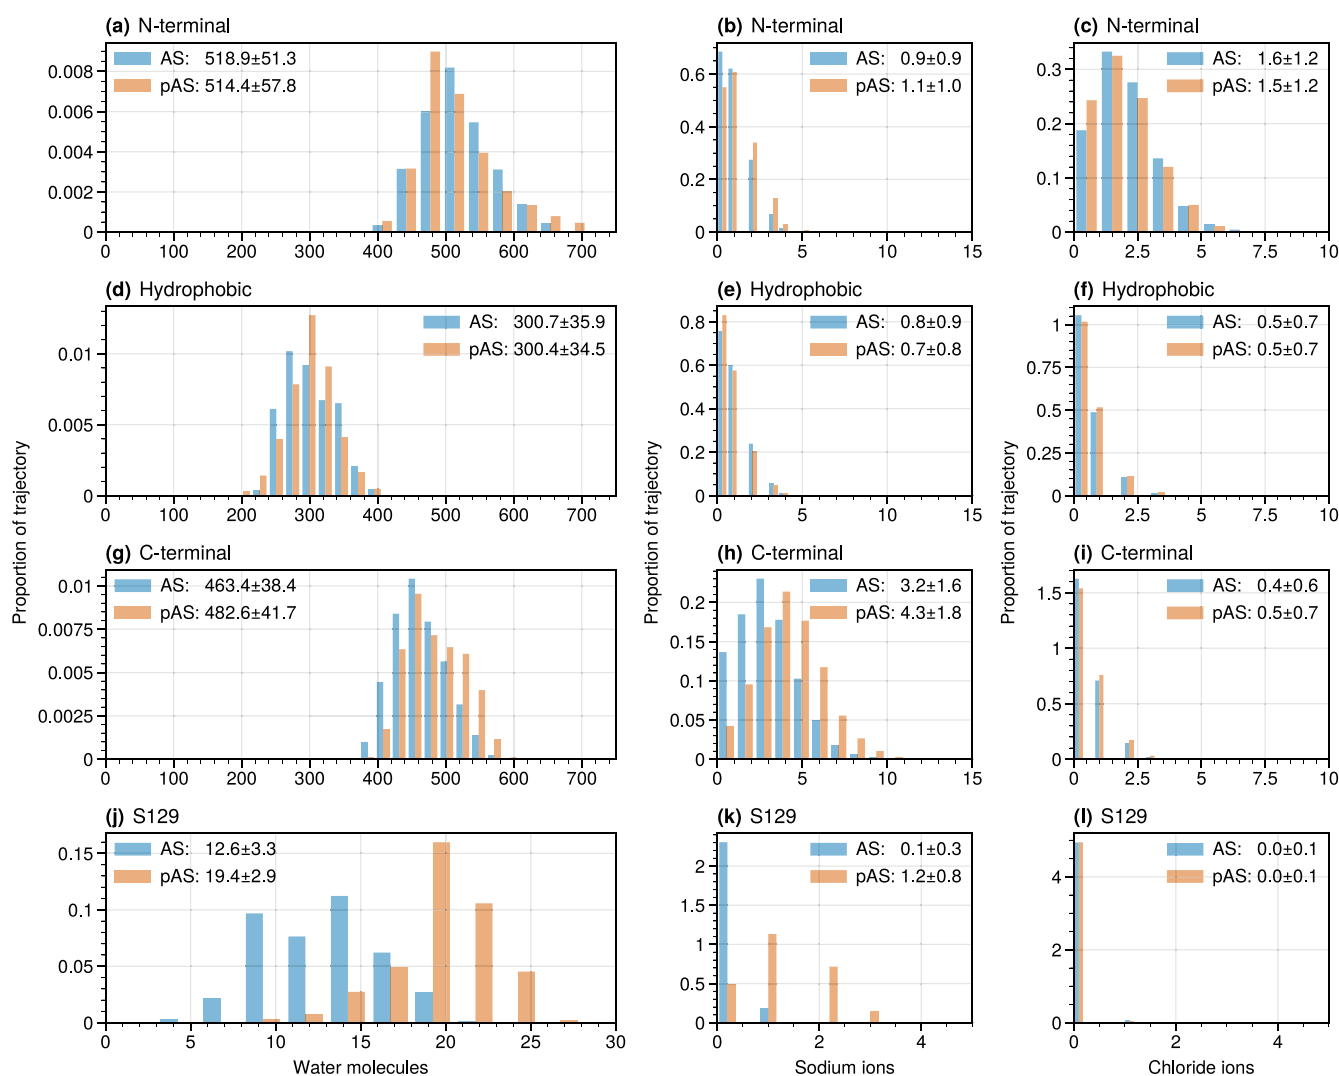 (a) N-terminal
AS: 518.9±51.3
pAS: 514.4±57.8
0.008
0.006
0.004
0.002
0
0 100 200 300 400 500 600 700
(b) N-terminal
AS: 0.9±0.9
pAS: 1.1±1.0
0.6
0.4
0.2
0
0 5 10 15
(c) N-terminal
AS: 1.6±1.2
pAS: 1.5±1.2
0.3
0.2
0.1
0
0 2.5 5 7.5 10
(d) Hydrophobic
AS: 300.7±35.9
pAS: 300.4±34.5
0.01
0.005
0
0 100 200 300 400 500 600 700
(e) Hydrophobic
AS: 0.8±0.9
pAS: 0.7±0.8
0.8
0.6
0.4
0.2
0
0 5 10 15
(f) Hydrophobic
AS: 0.5±0.7
pAS: 0.5±0.7
1
0.75
0.5
0.25
0
0 2.5 5 7.5 10
Proportion of trajectory
Proportion of trajectory
Proportion of trajectory
(g) C-terminal
AS: 463.4±38.4
pAS: 482.6±41.7
0.01
0.0075
0.005
0.0025
0
0 100 200 300 400 500 600 700
(h) C-terminal
AS: 3.2±1.6
pAS: 4.3±1.8
0.2
0.15
0.1
0.05
0
0 5 10 15
(i) C-terminal
AS: 0.4±0.6
pAS: 0.5±0.7
1.5
1
0.5
0
0 2.5 5 7.5 10
(j) S129
AS: 12.6±3.3
pAS: 19.4±2.9
0.15
0.1
0.05
0
0 5 10 15 20 25 30
Water molecules
(k) S129
AS: 0.1±0.3
pAS: 1.2±0.8
2
1.5
1
0.5
0
0 2 4
Sodium ions
(l) S129
AS: 0.0±0.1
pAS: 0.0±0.1
4
2
0
0 2 4
Chloride ions